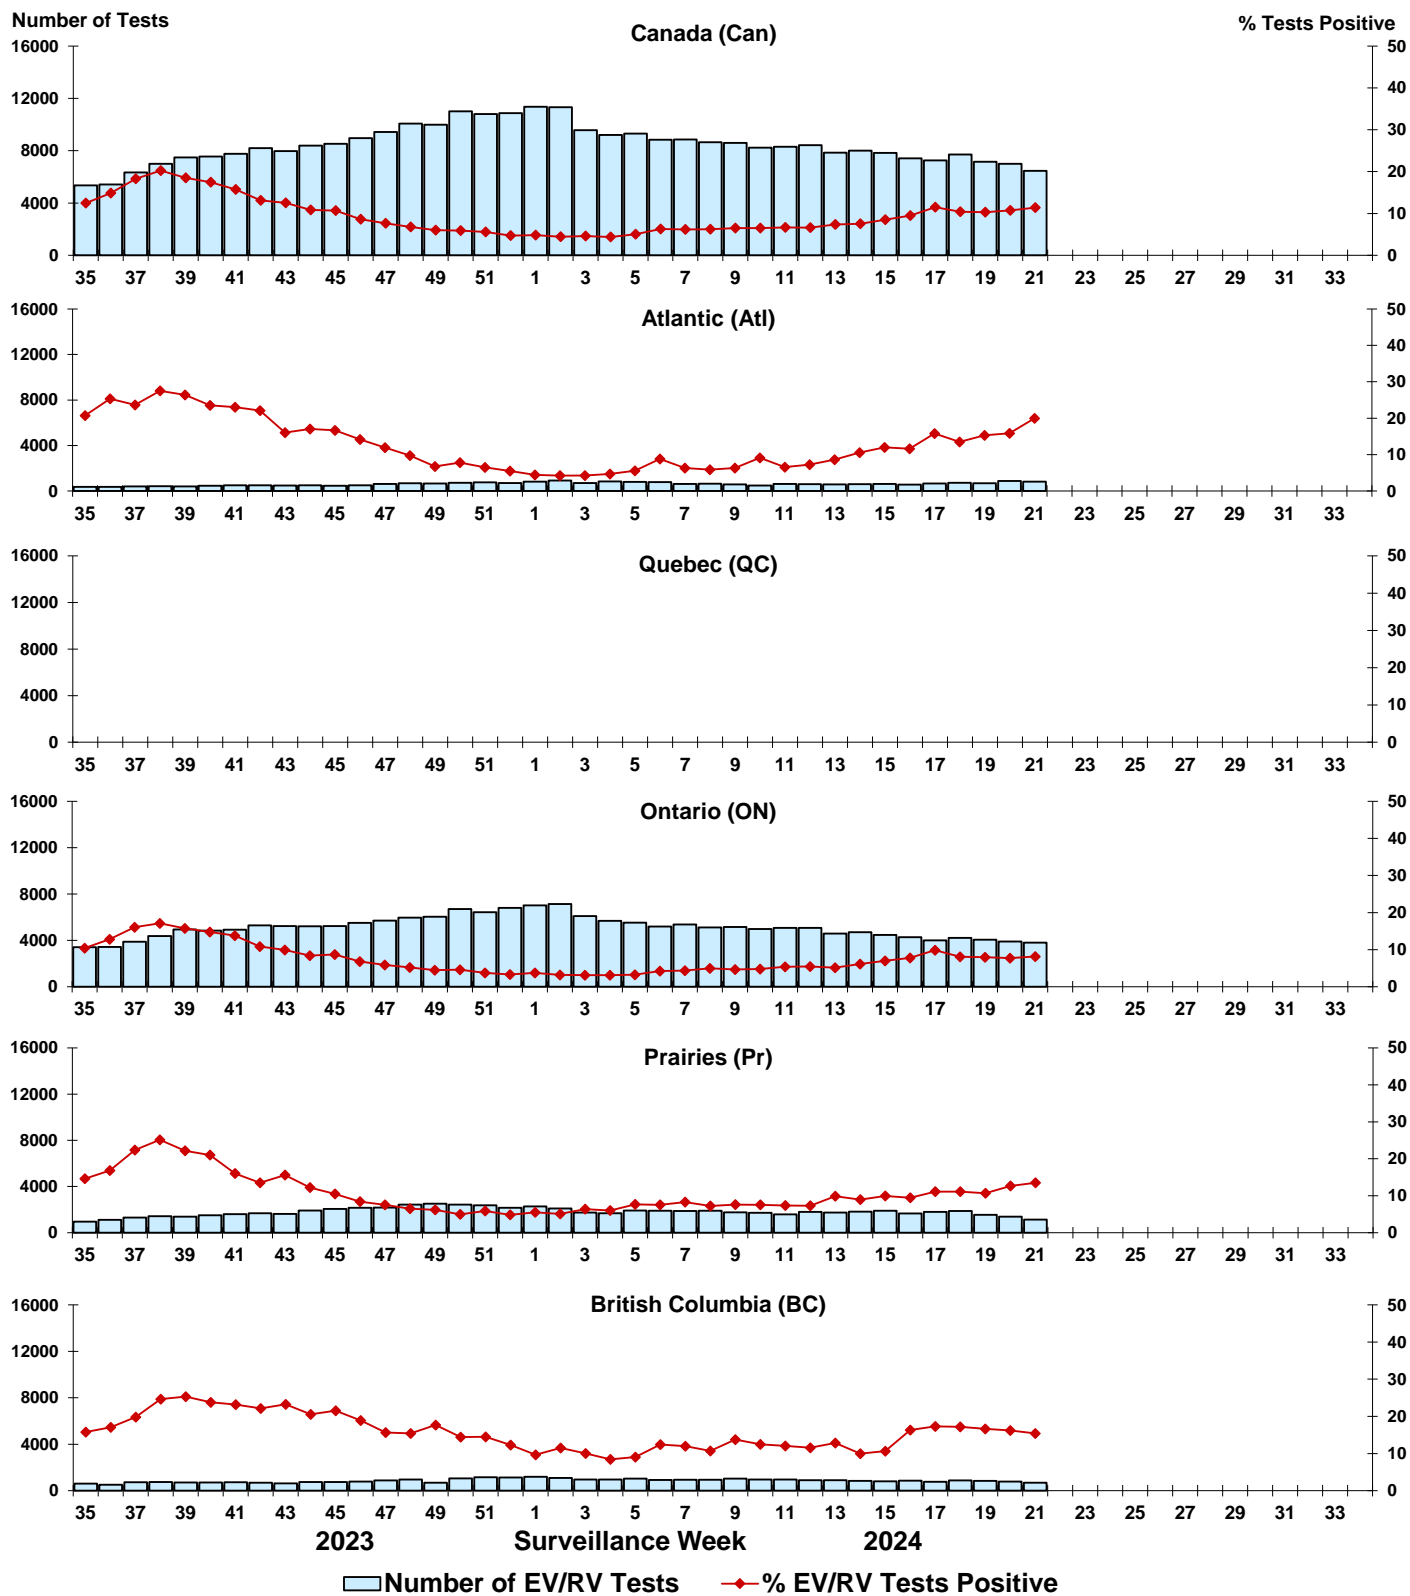 Number of Tests
% Tests Positive
Canada (Can)
16000 12000 8000 4000 0
50 40 30 20 10 0
35 37 39 41 43 45 47 49 51 1 3 5 7 9 11 13 15 17 19 21 23 25 27 29 31 33
Atlantic (Atl)
16000 12000 8000 4000 0
50 40 30 20 10 0
35 37 39 41 43 45 47 49 51 1 3 5 7 9 11 13 15 17 19 21 23 25 27 29 31 33
Quebec (QC)
16000 12000 8000 4000 0
50 40 30 20 10 0
35 37 39 41 43 45 47 49 51 1 3 5 7 9 11 13 15 17 19 21 23 25 27 29 31 33
Ontario (ON)
16000 12000 8000 4000 0
50 40 30 20 10 0
35 37 39 41 43 45 47 49 51 1 3 5 7 9 11 13 15 17 19 21 23 25 27 29 31 33
Prairies (Pr)
16000 12000 8000 4000 0
50 40 30 20 10 0
35 37 39 41 43 45 47 49 51 1 3 5 7 9 11 13 15 17 19 21 23 25 27 29 31 33
British Columbia (BC)
16000 12000 8000 4000 0
50 40 30 20 10 0
35 37 39 41 43 45 47 49 51 1 3 5 7 9 11 13 15 17 19 21 23 25 27 29 31 33
2023 Surveillance Week 2024
Number of EV/RV Tests % EV/RV Tests Positive